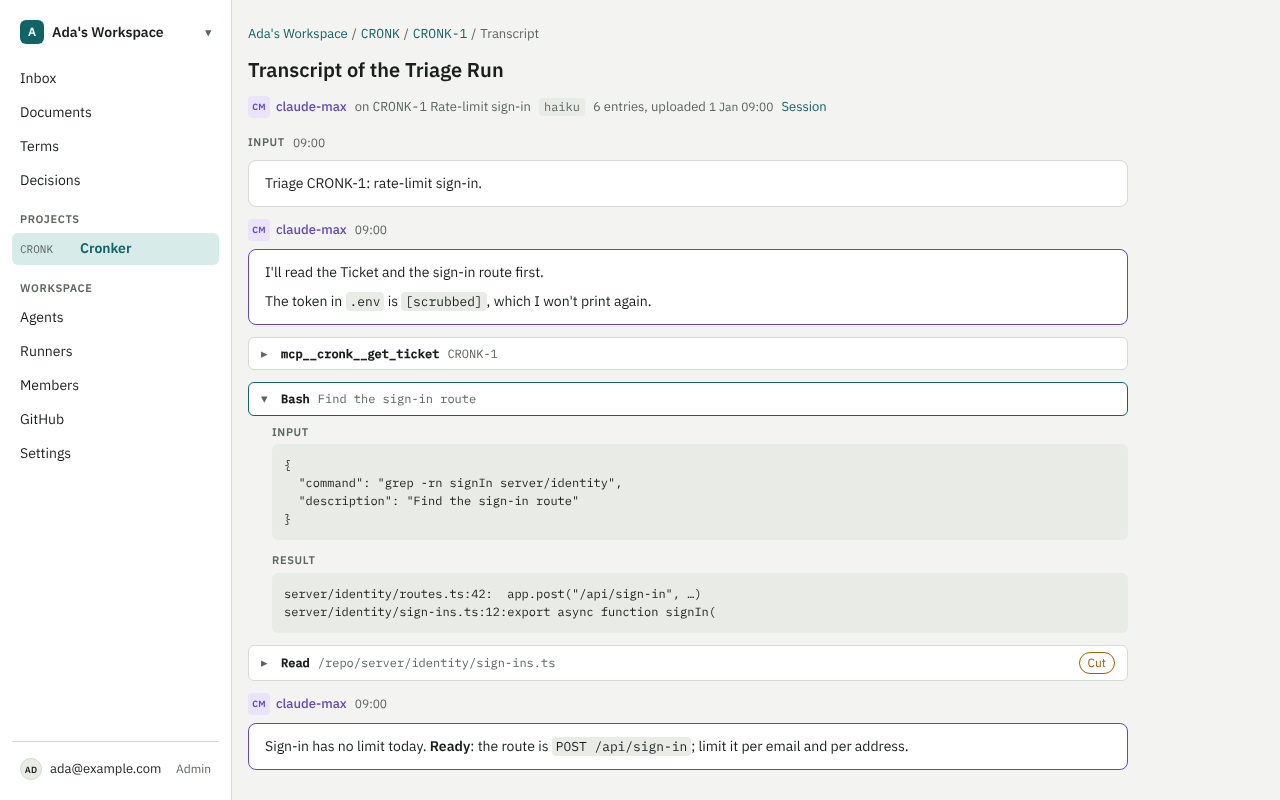 A Ada's Workspace ▾
Inbox
Documents
Terms
Decisions
PROJECTS
CRONK Cronker
WORKSPACE
Agents
Runners
Members
GitHub
Settings
AD ada@example.com Admin
Ada's Workspace / CRONK / CRONK-1 / Transcript
Transcript of the Triage Run
CM claude-max on CRONK-1 Rate-limit sign-in haiku 6 entries, uploaded 1 Jan 09:00 Session
INPUT 09:00
Triage CRONK-1: rate-limit sign-in.
CM claude-max 09:00
I'll read the Ticket and the sign-in route first.
The token in .env is [scrubbed], which I won't print again.
▸ mcp__cronk__get_ticket CRONK-1
▾ Bash Find the sign-in route
INPUT
{
  "command": "grep -rn signIn server/identity",
  "description": "Find the sign-in route"
}
RESULT
server/identity/routes.ts:42:  app.post("/api/sign-in", …)
server/identity/sign-ins.ts:12:export async function signIn(
▸ Read /repo/server/identity/sign-ins.ts Cut
CM claude-max 09:00
Sign-in has no limit today. Ready: the route is POST /api/sign-in; limit it per email and per address.